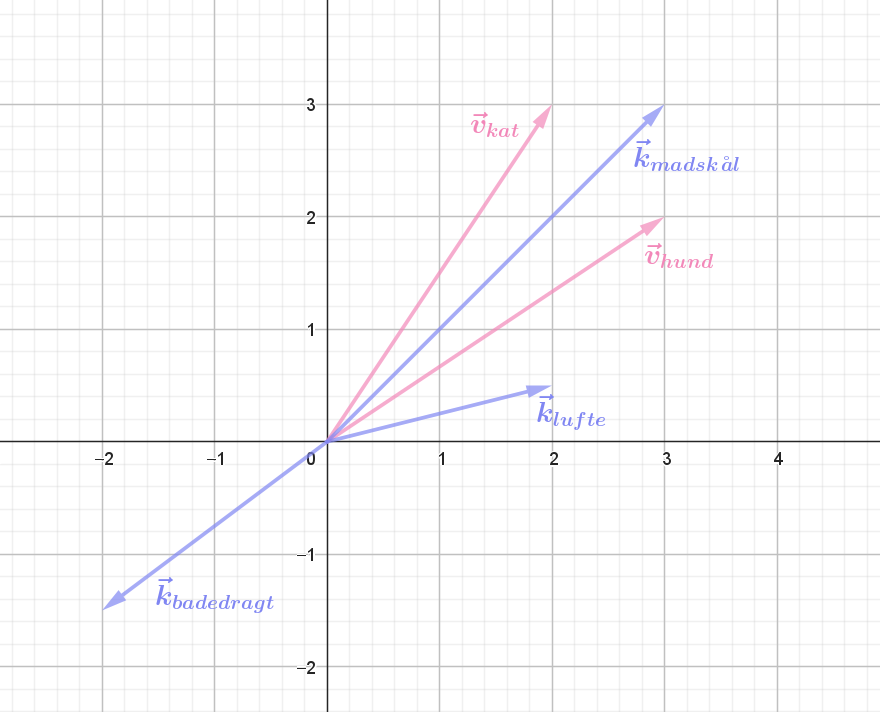 3
v⃗kat
k⃗madskål
2
v⃗hund
1
k⃗lufte
−2 −1 0 1 2 3 4
−1
k⃗badedragt
−2